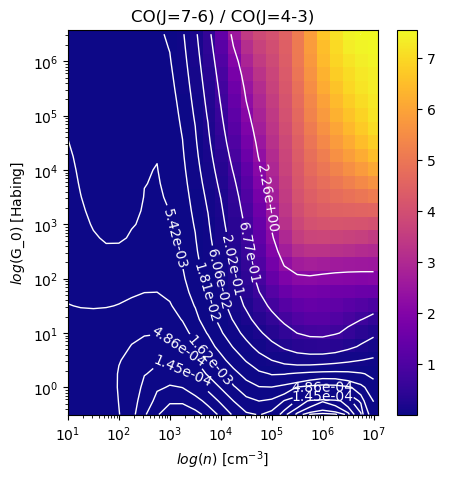 CO(J=7-6) / CO(J=4-3)
10^6
10^5
10^4
10^3
10^2
10^1
10^0
log(G_0) [Habing]
2.26e+00
6.77e-01
2.02e-01
6.06e-02
1.81e-02
5.42e-03
1.62e-03
4.86e-04
1.45e-04
4.86e-04
1.45e-04
10^1
10^2
10^3
10^4
10^5
10^6
10^7
log(n) [cm^−3]
7
6
5
4
3
2
1